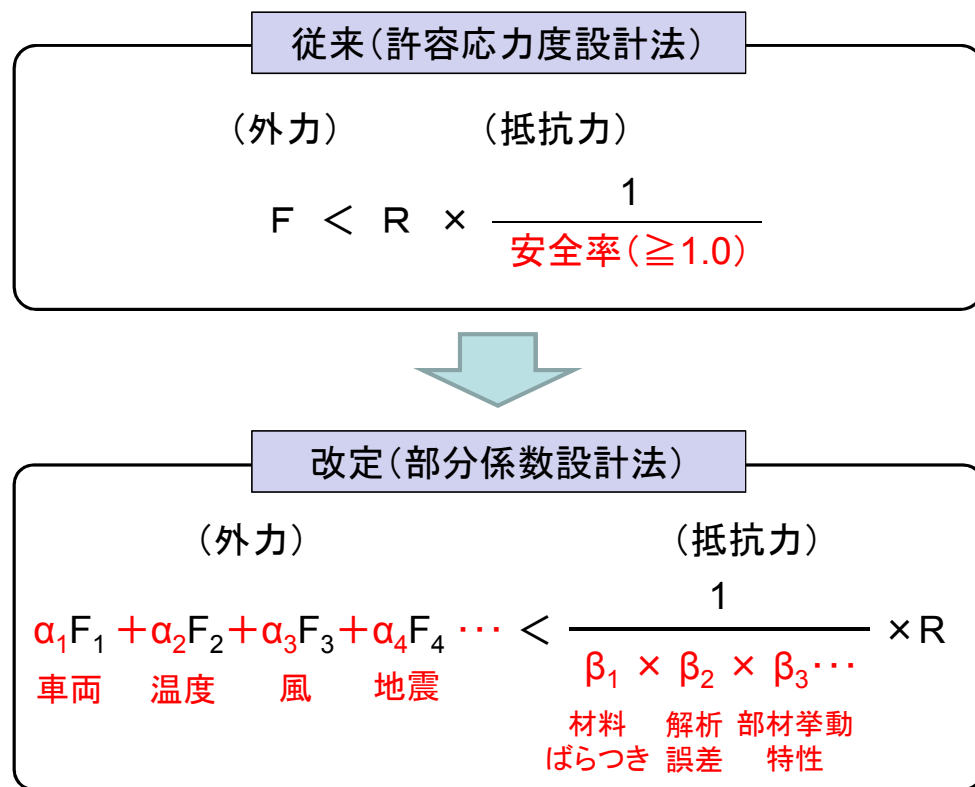 従来(許容応力度設計法)
(外力) (抵抗力)
F < R × 1
安全率(≧1.0)
改定(部分係数設計法)
(外力) (抵抗力)
1
α₁F₁ +α₂F₂+α₃F₃+α₄F₄ … < ×R
β₁ × β₂ × β₃…
車両 温度 風 地震
材料 解析 部材挙動
ばらつき 誤差 特性